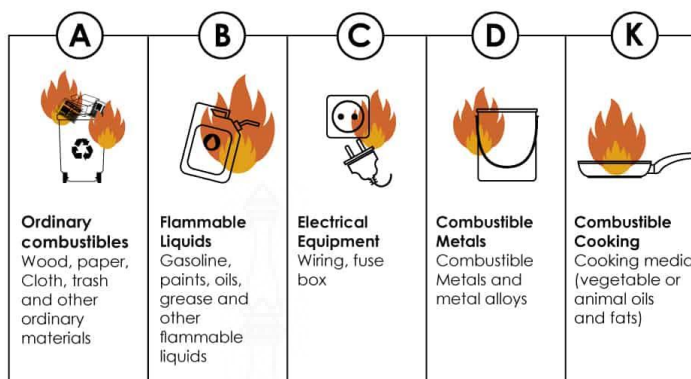 A
Ordinary
combustibles
Wood, paper,
Cloth, trash
and other
ordinary
materials
B
Flammable
Liquids
Gasoline,
paints, oils,
grease and
other
flammable
liquids
C
Electrical
Equipment
Wiring, fuse
box
D
Combustible
Metals
Combustible
Metals and
metal alloys
K
Combustible
Cooking
Cooking media
(vegetable or
animal oils
and fats)